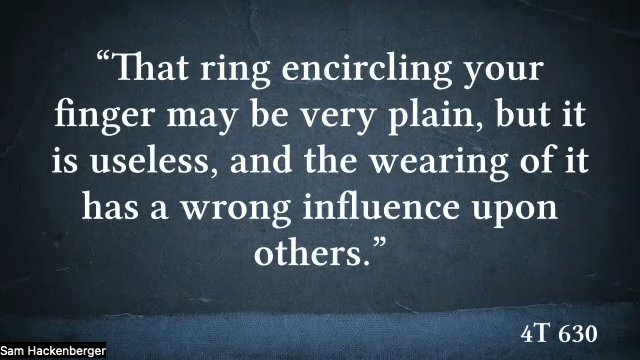 “That ring encircling your
finger may be very plain, but it
is useless, and the wearing of it
has a wrong influence upon
others.”
4T 630
Sam Hackenberger